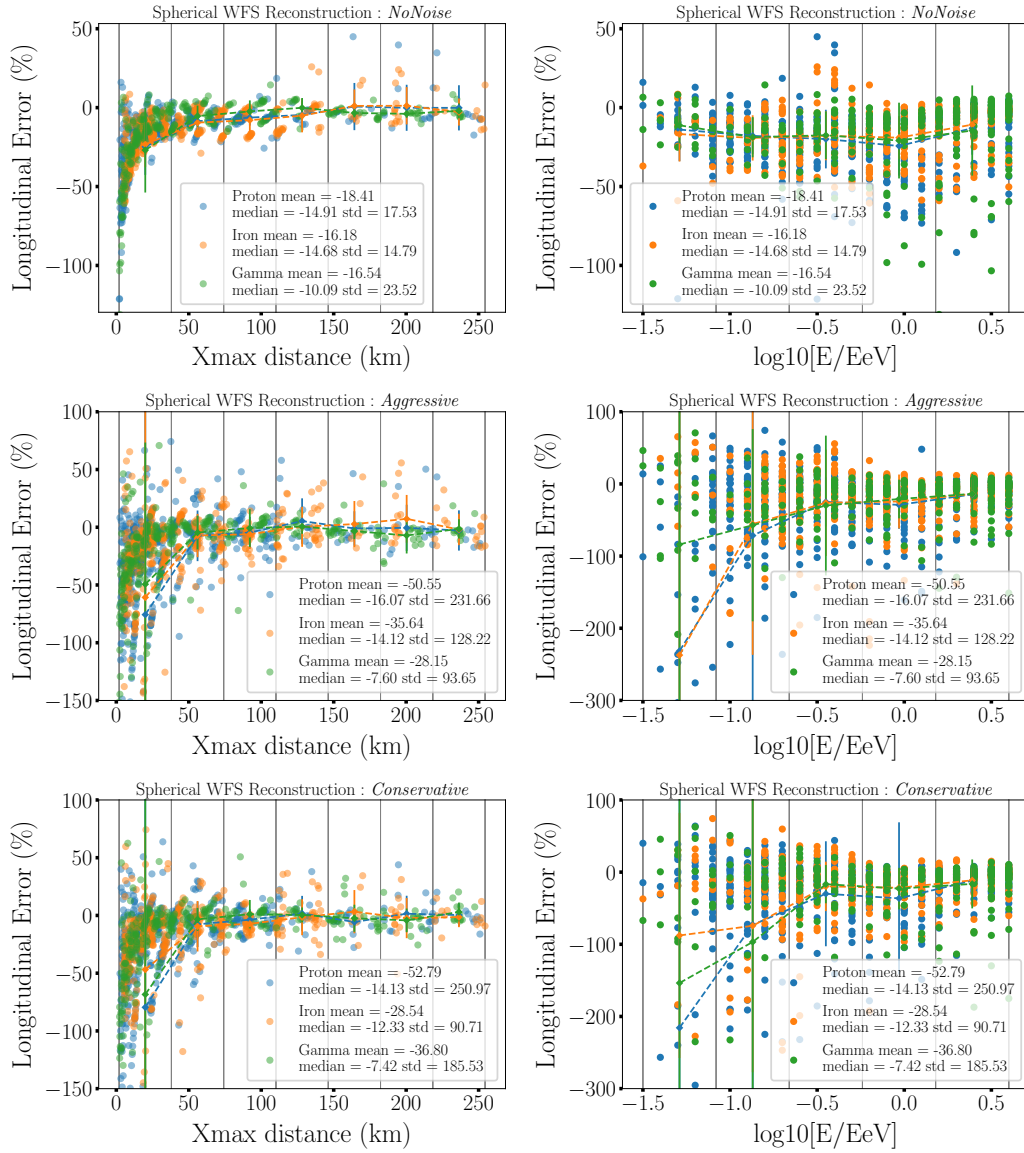 Spherical WFS Reconstruction : NoNoise
Longitudinal Error (%)
50
0
−50
−100
Proton mean = -18.41
median = -14.91 std = 17.53
Iron mean = -16.18
median = -14.68 std = 14.79
Gamma mean = -16.54
median = -10.09 std = 23.52
0 50 100 150 200 250
Xmax distance (km)
Spherical WFS Reconstruction : NoNoise
Longitudinal Error (%)
50
0
−50
−100
Proton mean = -18.41
median = -14.91 std = 17.53
Iron mean = -16.18
median = -14.68 std = 14.79
Gamma mean = -16.54
median = -10.09 std = 23.52
−1.5 −1.0 −0.5 0.0 0.5
log10[E/EeV]
Spherical WFS Reconstruction : Aggressive
Longitudinal Error (%)
100
50
0
−50
−100
−150
Proton mean = -50.55
median = -16.07 std = 231.66
Iron mean = -35.64
median = -14.12 std = 128.22
Gamma mean = -28.15
median = -7.60 std = 93.65
0 50 100 150 200 250
Xmax distance (km)
Spherical WFS Reconstruction : Aggressive
Longitudinal Error (%)
100
0
−100
−200
−300
Proton mean = -50.55
median = -16.07 std = 231.66
Iron mean = -35.64
median = -14.12 std = 128.22
Gamma mean = -28.15
median = -7.60 std = 93.65
−1.5 −1.0 −0.5 0.0 0.5
log10[E/EeV]
Spherical WFS Reconstruction : Conservative
Longitudinal Error (%)
100
50
0
−50
−100
−150
Proton mean = -52.79
median = -14.13 std = 250.97
Iron mean = -28.54
median = -12.33 std = 90.71
Gamma mean = -36.80
median = -7.42 std = 185.53
0 50 100 150 200 250
Xmax distance (km)
Spherical WFS Reconstruction : Conservative
Longitudinal Error (%)
100
0
−100
−200
−300
Proton mean = -52.79
median = -14.13 std = 250.97
Iron mean = -28.54
median = -12.33 std = 90.71
Gamma mean = -36.80
median = -7.42 std = 185.53
−1.5 −1.0 −0.5 0.0 0.5
log10[E/EeV]